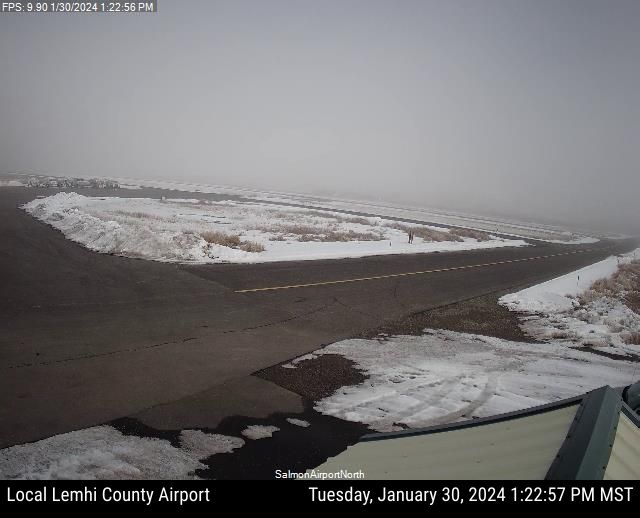 FPS: 9.90 1/30/2024 1:22:56 PM
SalmonAirportNorth
Local Lemhi County Airport Tuesday, January 30, 2024 1:22:57 PM MST